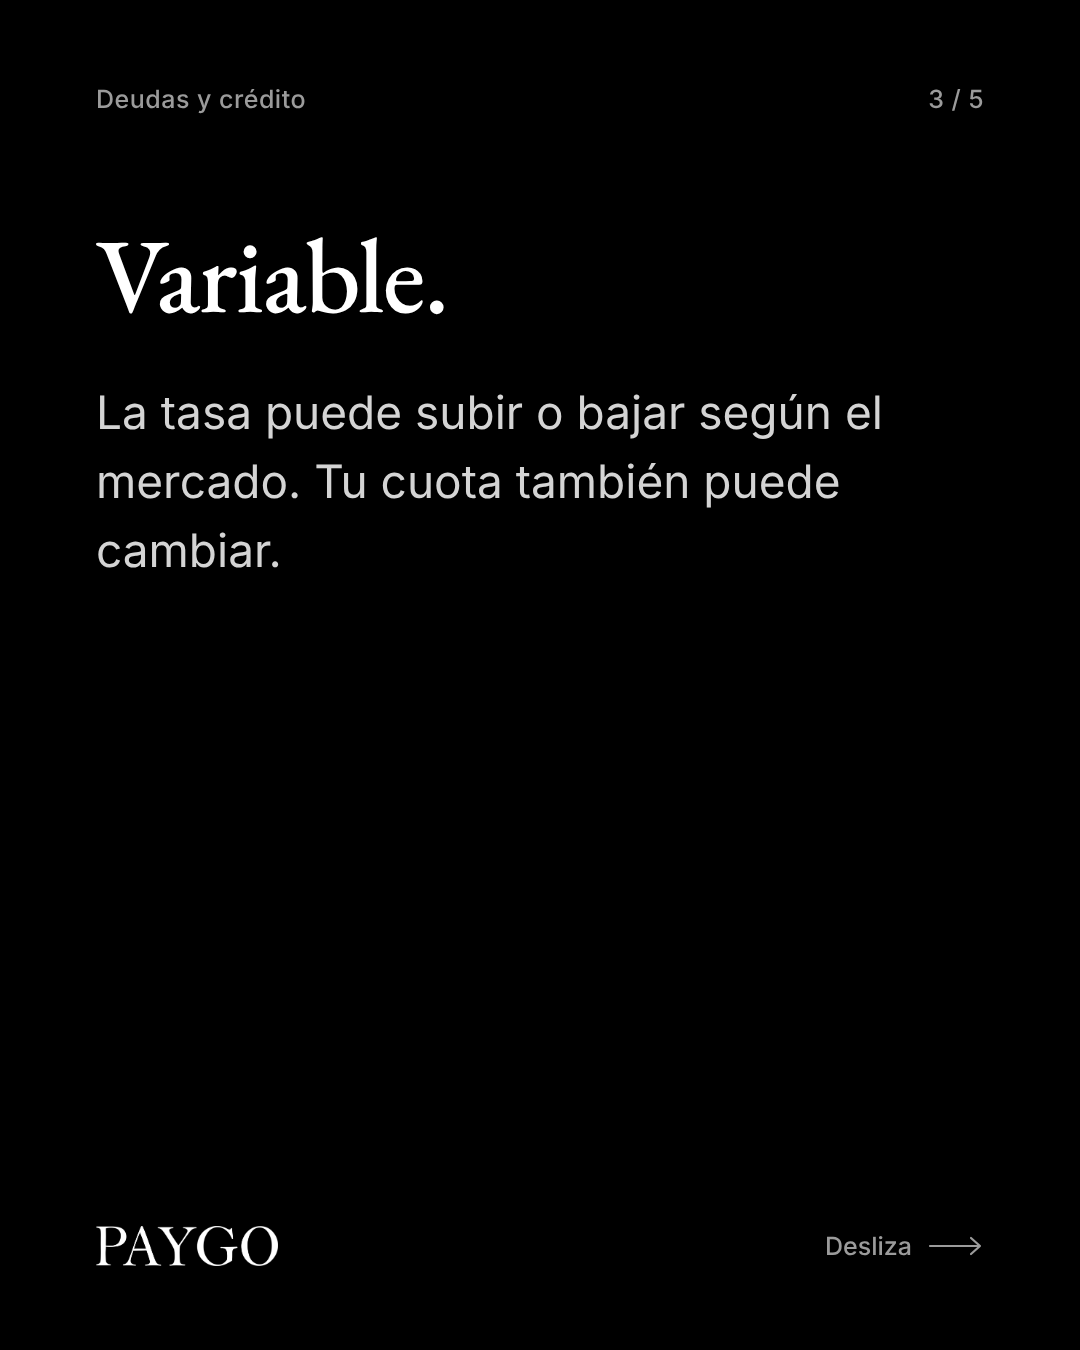 Deudas y crédito
3 / 5
Variable.
La tasa puede subir o bajar según el
mercado. Tu cuota también puede
cambiar.
PAYGO
Desliza